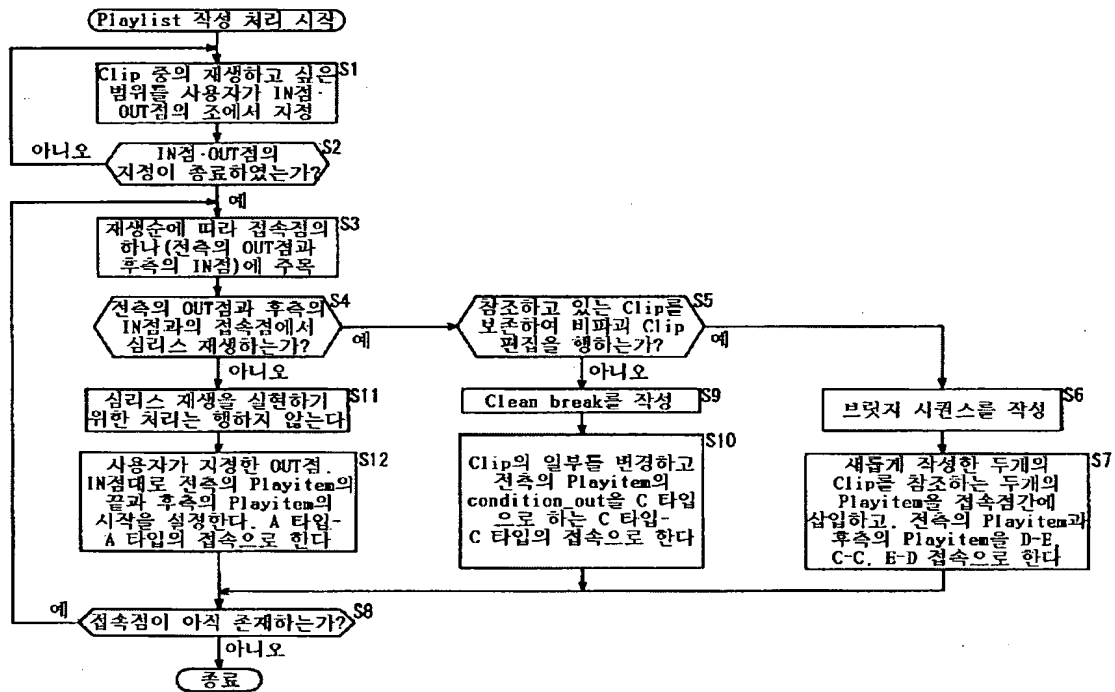 Playlist 작성 처리 시작
S1
Clip 중의 재생하고 싶은
범위를 사용자가 IN점·
OUT점의 조에서 지정
S2
아니오
IN점·OUT점의
지정이 종료하였는가?
예
S3
재생순에 따라 접속점의
하나(전측의 OUT점과
후측의 IN점)에 주목
S4
전측의 OUT점과 후측의
IN점과의 접속점에서
심리스 재생하는가?
예
아니오
S5
참조하고 있는 Clip를
보존하여 비파괴 Clip
편집을 행하는가?
예
아니오
S11
심리스 재생을 실현하기
위한 처리는 행하지 않는다
S9
Clean break를 작성
S6
브릿지 시퀀스를 작성
S12
사용자가 지정한 OUT점.
IN점대로 전측의 Playitem의
끝과 후측의 Playitem의
시작을 설정한다. A 타입-
A 타입의 접속으로 한다
S10
Clip의 일부를 변경하고
전측의 Playitem의
condition_out을 C 타입
으로 하는 C 타입-
C 타입의 접속으로 한다
S7
새롭게 작성한 두개의
Clip를 참조하는 두개의
Playitem을 접속점간에
삽입하고. 전측의 Playitem과
후측의 Playitem을 D-E,
C-C, E-D 접속으로 한다
S8
예
접속점이 아직 존재하는가?
아니오
종료